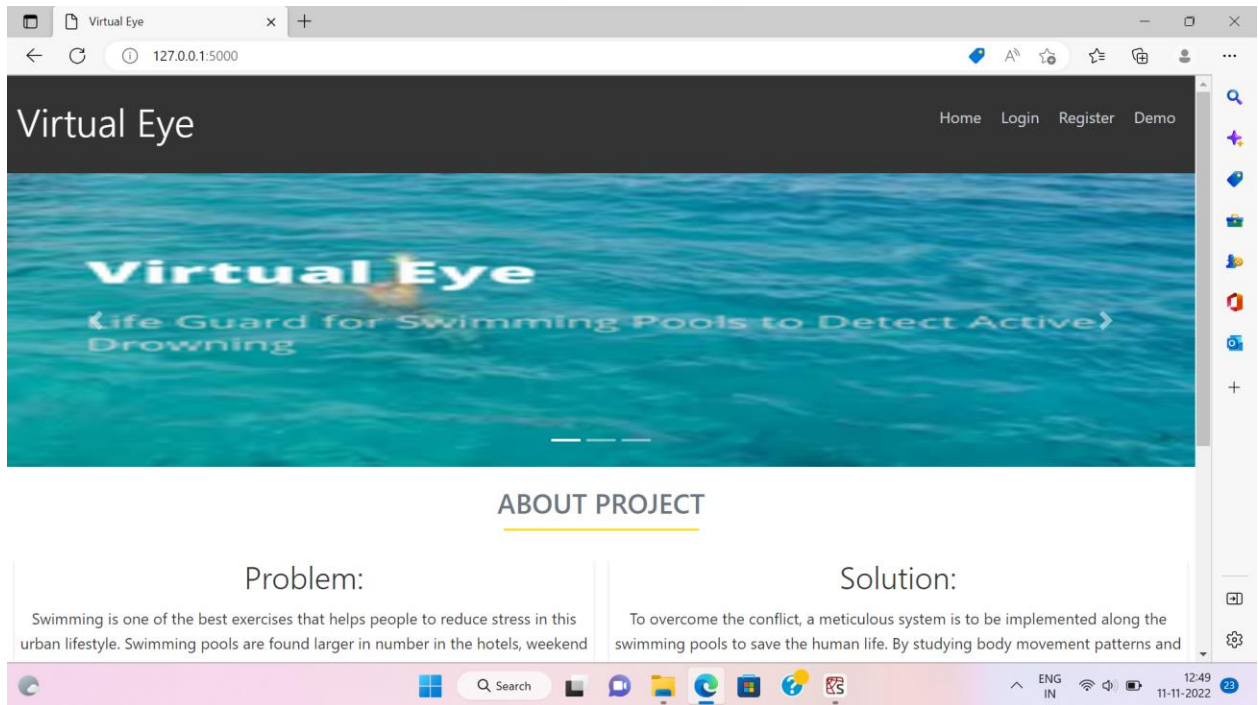 Virtual Eye
127.0.0.1:5000
Virtual Eye
Home Login Register Demo
Virtual Eye
Life Guard for Swimming Pools to Detect Active
Drowning
ABOUT PROJECT
Problem:
Swimming is one of the best exercises that helps people to reduce stress in this
urban lifestyle. Swimming pools are found larger in number in the hotels, weekend
Solution:
To overcome the conflict, a meticulous system is to be implemented along the
swimming pools to save the human life. By studying body movement patterns and
Search
ENG
IN
12:49
11-11-2022
23